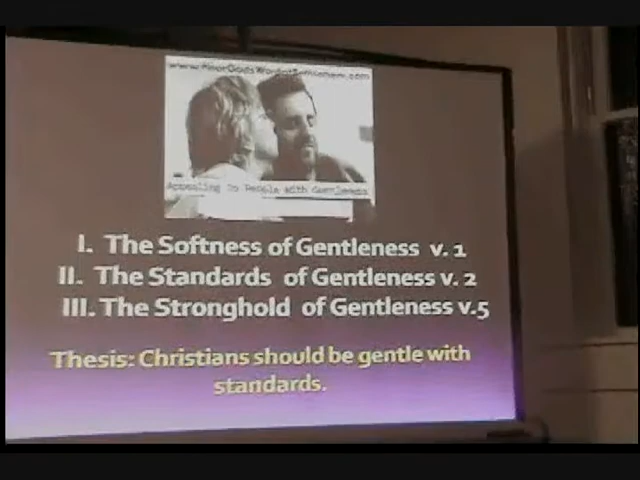 www.HearGodsWordatBethlehem.com
Appealing to People with Gentleness
I. The Softness of Gentleness v. 1
II. The Standards of Gentleness v. 2
III. The Stronghold of Gentleness v.5
Thesis: Christians should be gentle with
standards.